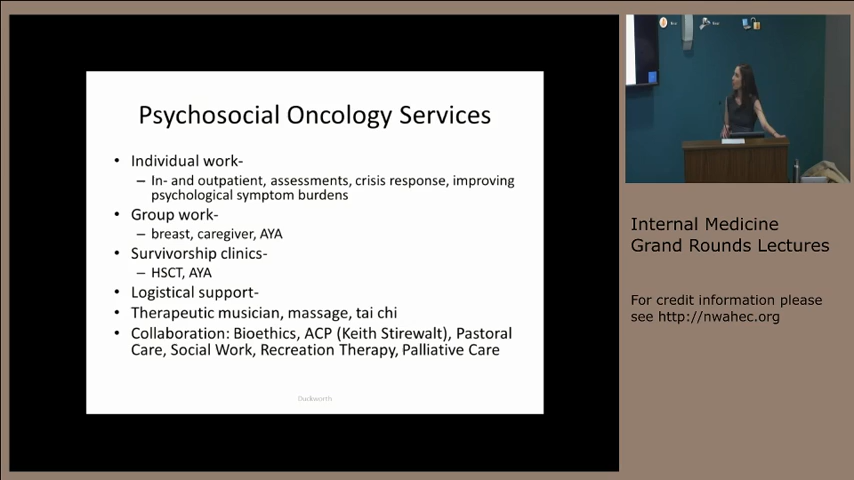 Psychosocial Oncology Services
• Individual work-
– In- and outpatient, assessments, crisis response, improving
psychological symptom burdens
• Group work-
– breast, caregiver, AYA
• Survivorship clinics-
– HSCT, AYA
• Logistical support-
• Therapeutic musician, massage, tai chi
• Collaboration: Bioethics, ACP (Keith Stirewalt), Pastoral
Care, Social Work, Recreation Therapy, Palliative Care
Duckworth
Internal Medicine
Grand Rounds Lectures
For credit information please
see http://nwahec.org